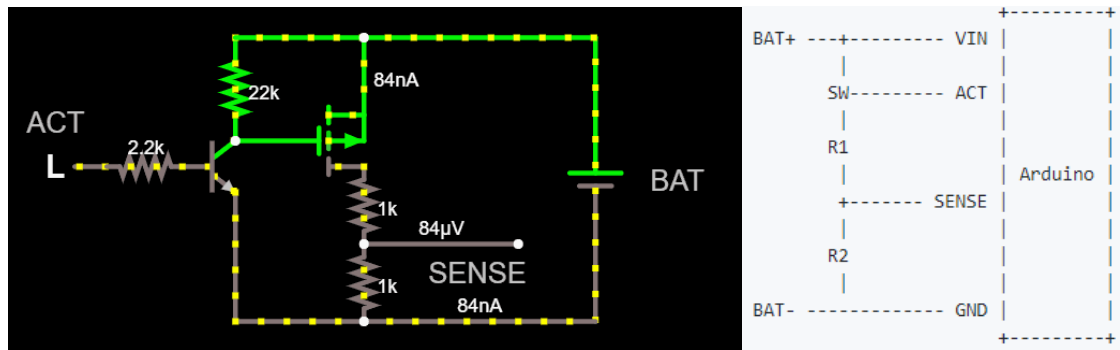 84nA
22k
ACT
L
2.2k
BAT
1k
84μV
SENSE
1k
84nA
+---------+
BAT+ ---+--------- VIN | |
| | |
SW--------- ACT | |
| | |
R1 | |
| | Arduino |
+------- SENSE | |
| | |
R2 | |
| | |
BAT- ------------- GND | |
+---------+